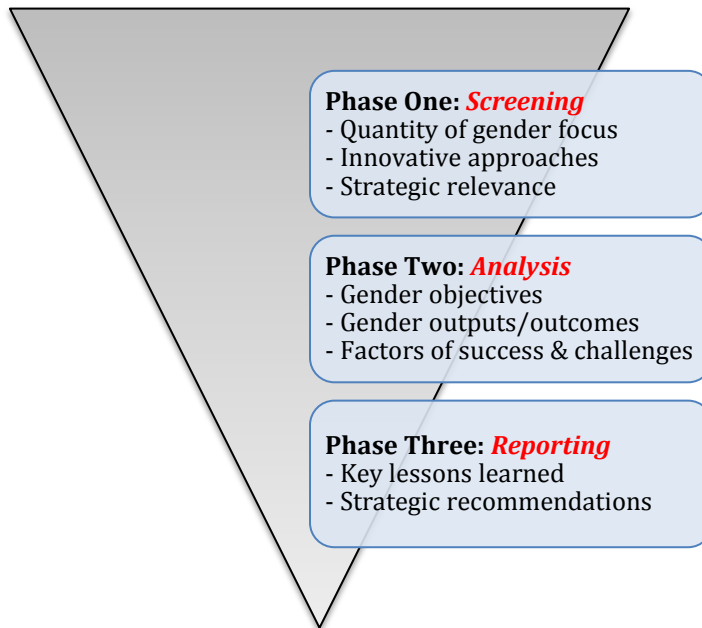 Phase One: Screening
- Quantity of gender focus
- Innovative approaches
- Strategic relevance
Phase Two: Analysis
- Gender objectives
- Gender outputs/outcomes
- Factors of success & challenges
Phase Three: Reporting
- Key lessons learned
- Strategic recommendations